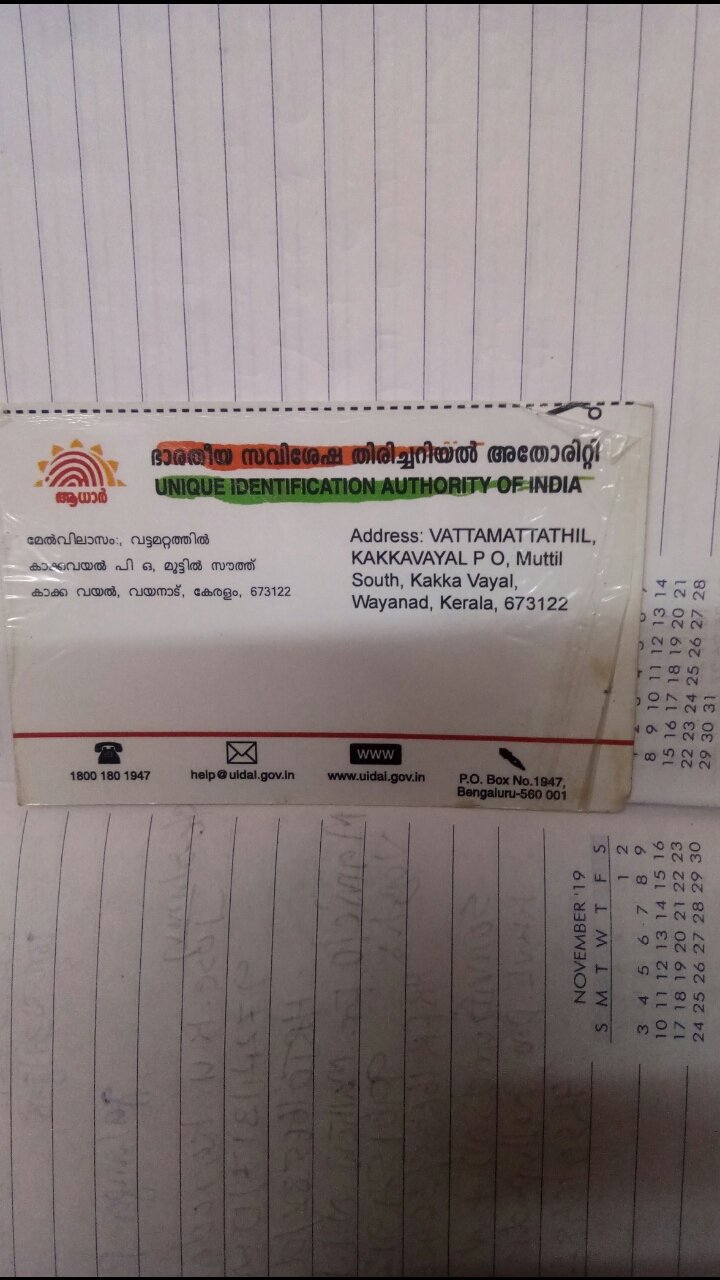 ഭാരതീയ സവിശേഷ തിരിച്ചറിയൽ അതോരിറ്റി
UNIQUE IDENTIFICATION AUTHORITY OF INDIA
ആധാർ
മേൽവിലാസം:, വട്ടമറ്റത്തിൽ
കാക്കവയൽ പി ഒ, മുട്ടിൽ സൗത്ത്
കാക്ക വയൽ, വയനാട്, കേരളം, 673122
Address: VATTAMATTATHIL,
KAKKAVAYAL P O, Muttil
South, Kakka Vayal,
Wayanad, Kerala, 673122
1800 180 1947
help@uidai.gov.in
WWW
www.uidai.gov.in
P.O. Box No.1947,
Bengaluru-560 001
8 9 10 11 12 13 14
15 16 17 18 19 20 21
22 23 24 25 26 27 28
29 30 31
NOVEMBER '19
S M T W T F S
1 2
3 4 5 6 7 8 9
10 11 12 13 14 15 16
17 18 19 20 21 22 23
24 25 26 27 28 29 30